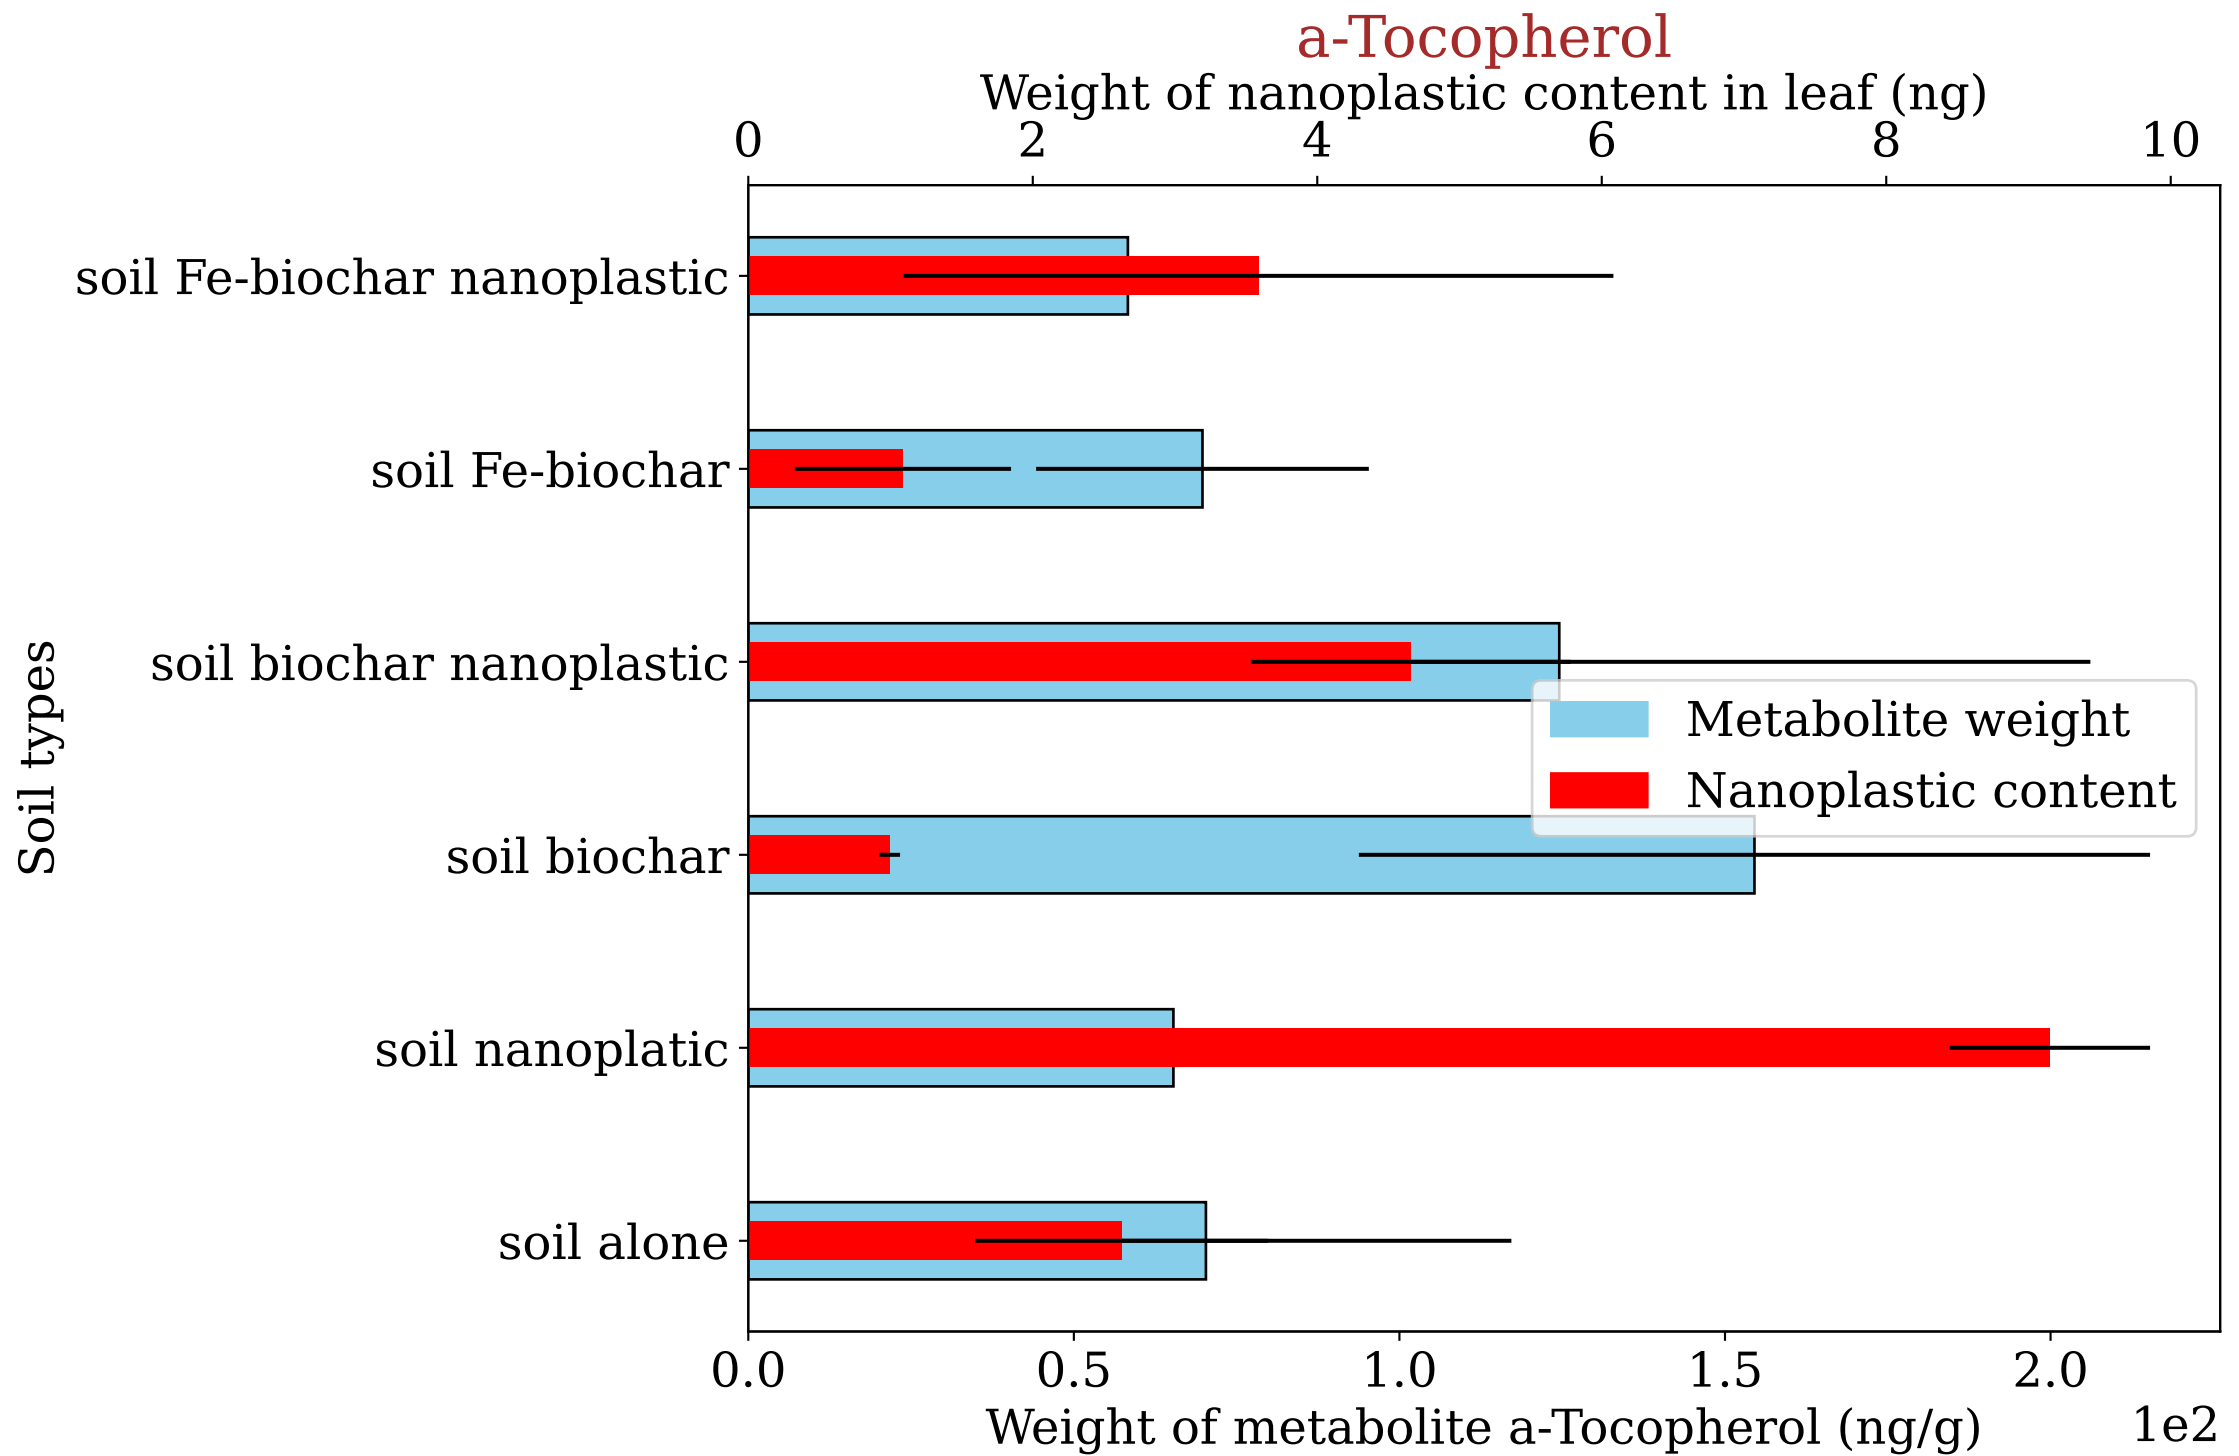 a-Tocopherol
Weight of nanoplastic content in leaf (ng)
0 2 4 6 8 10
soil Fe-biochar nanoplastic
soil Fe-biochar
soil biochar nanoplastic
soil biochar
soil nanoplatic
soil alone
Soil types
Metabolite weight
Nanoplastic content
0.0 0.5 1.0 1.5 2.0
Weight of metabolite a-Tocopherol (ng/g)
1e2